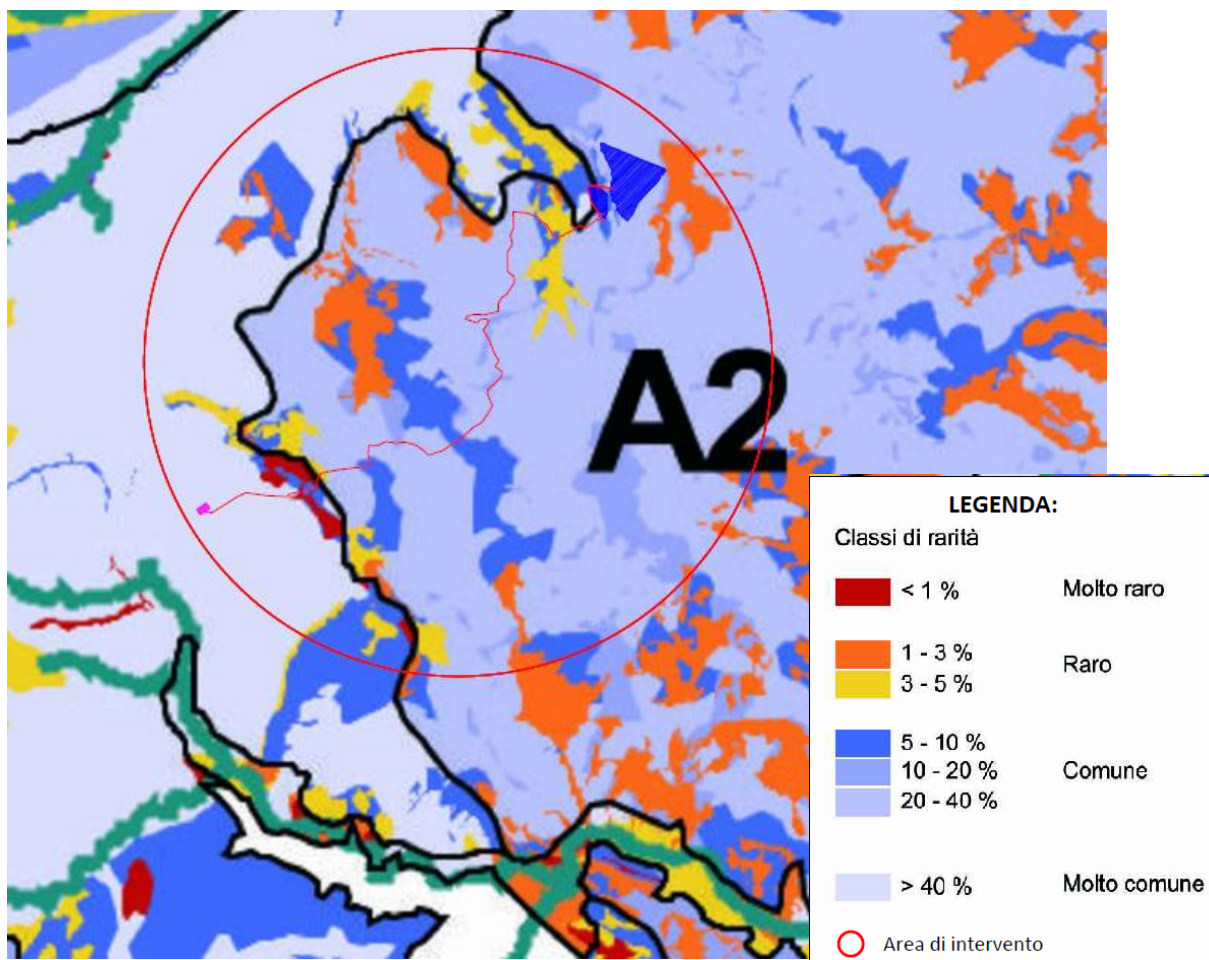 A2
LEGENDA:
Classi di rarità
< 1 % Molto raro
1 - 3 %
Raro
3 - 5 %
5 - 10 %
10 - 20 % Comune
20 - 40 %
> 40 % Molto comune
Area di intervento